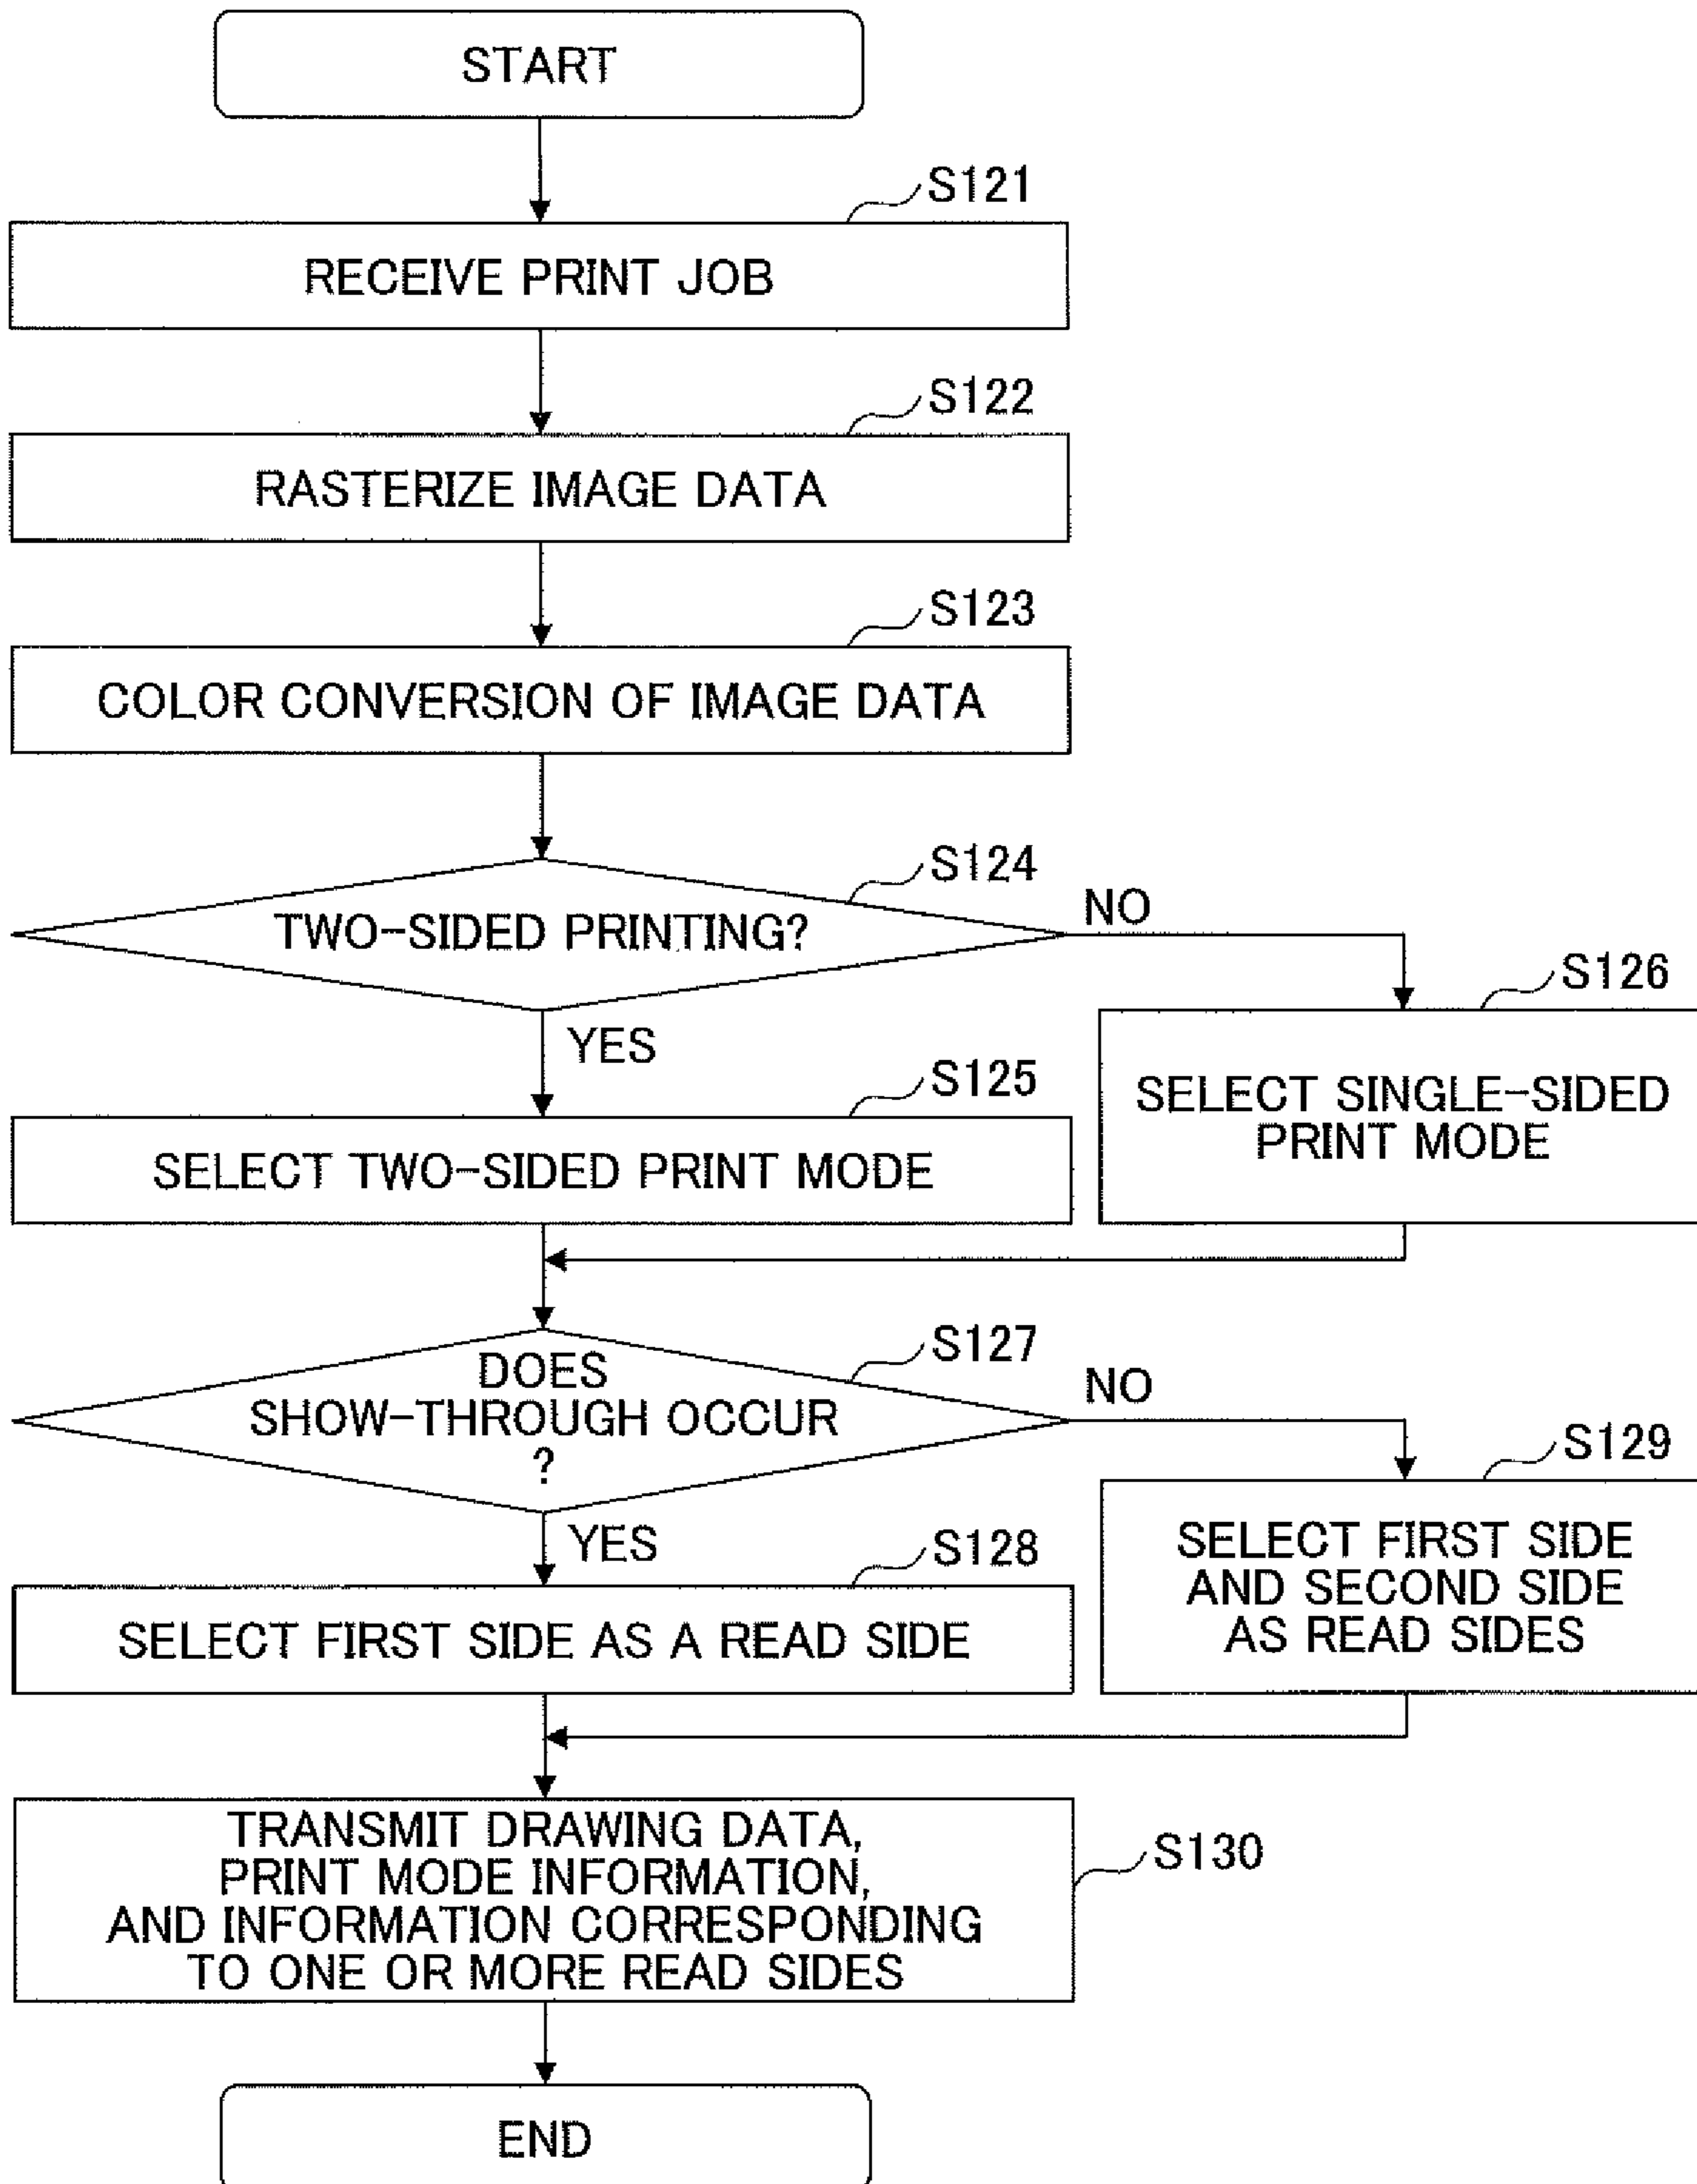 START
S121
RECEIVE PRINT JOB
S122
RASTERIZE IMAGE DATA
S123
COLOR CONVERSION OF IMAGE DATA
S124
TWO-SIDED PRINTING?
NO
YES
S126
SELECT SINGLE-SIDED
PRINT MODE
S125
SELECT TWO-SIDED PRINT MODE
S127
DOES
SHOW-THROUGH OCCUR
?
NO
YES
S129
SELECT FIRST SIDE
AND SECOND SIDE
AS READ SIDES
S128
SELECT FIRST SIDE AS A READ SIDE
TRANSMIT DRAWING DATA,
PRINT MODE INFORMATION,
AND INFORMATION CORRESPONDING
TO ONE OR MORE READ SIDES
S130
END